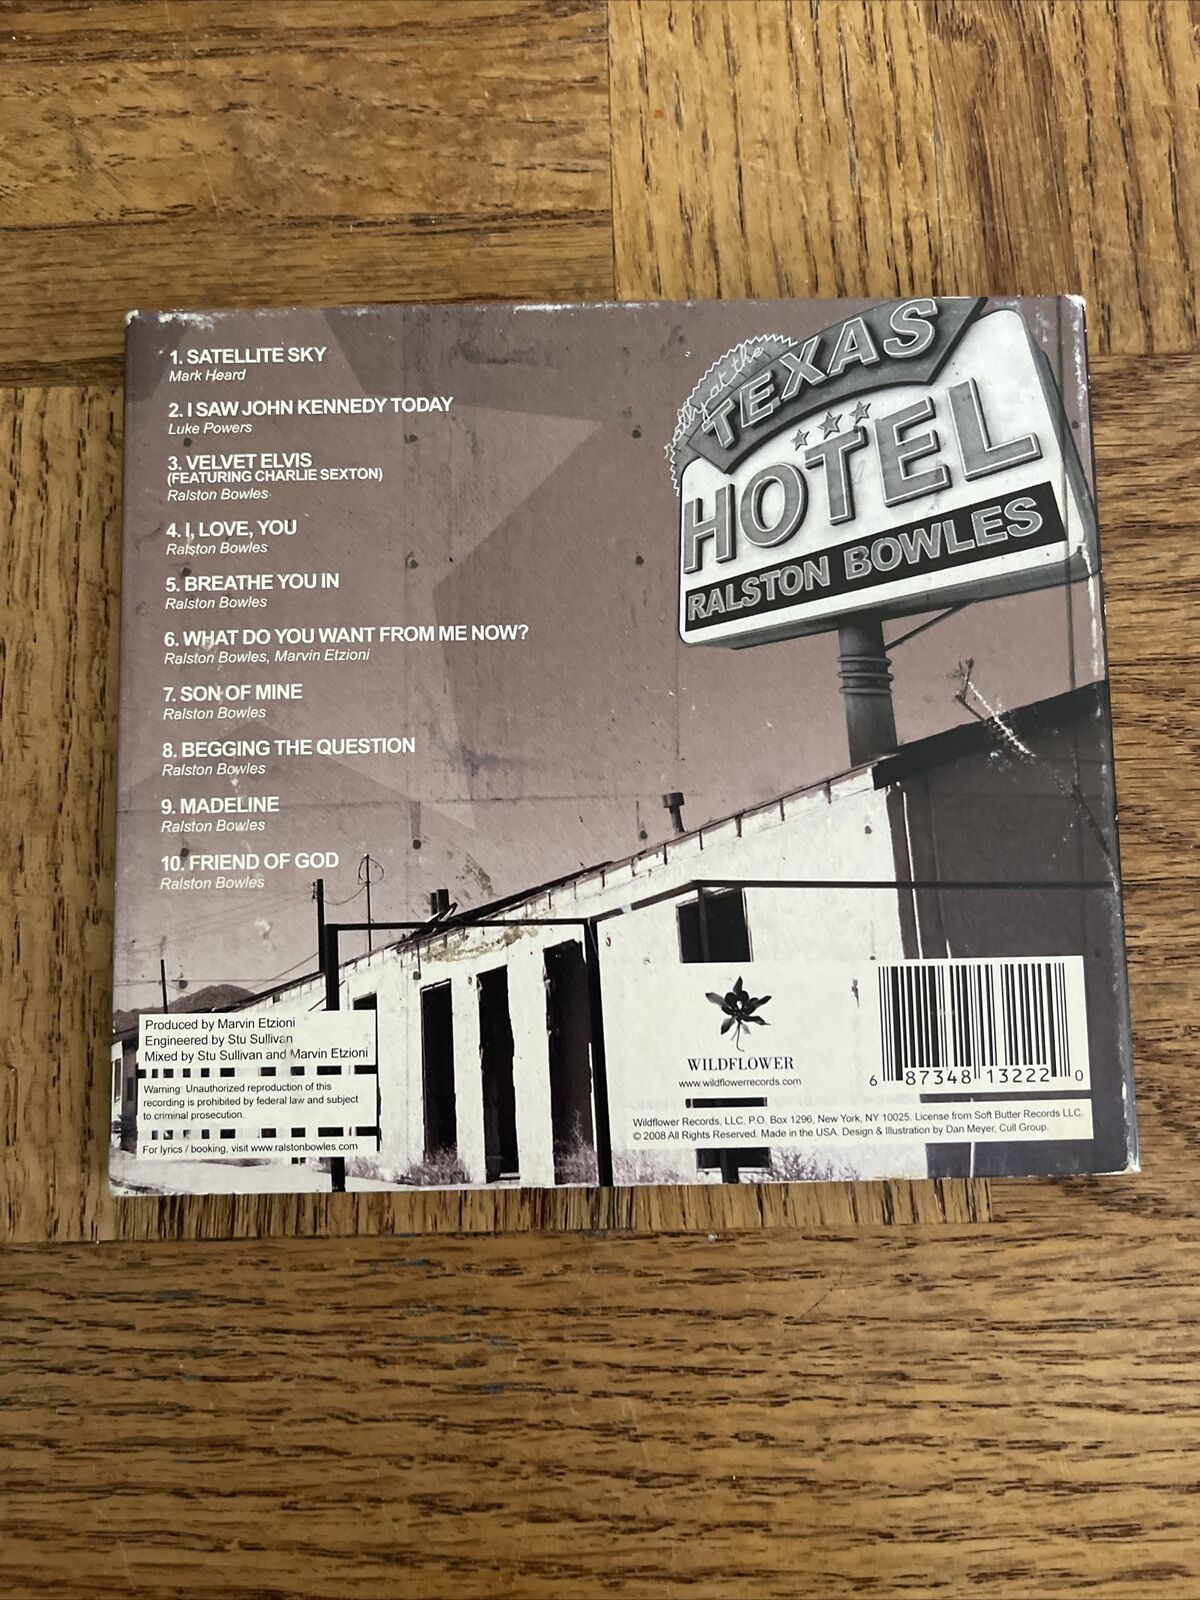 1. SATELLITE SKY
Mark Heard
2. I SAW JOHN KENNEDY TODAY
Luke Powers
3. VELVET ELVIS
(FEATURING CHARLIE SEXTON)
Ralston Bowles
4. I, LOVE, YOU
Ralston Bowles
5. BREATHE YOU IN
Ralston Bowles
6. WHAT DO YOU WANT FROM ME NOW?
Ralston Bowles, Marvin Etzioni
7. SON OF MINE
Ralston Bowles
8. BEGGING THE QUESTION
Ralston Bowles
9. MADELINE
Ralston Bowles
10. FRIEND OF GOD
Ralston Bowles
at the
TEXAS
HOTEL
RALSTON BOWLES
Produced by Marvin Etzioni
Engineered by Stu Sullivan
Mixed by Stu Sullivan and Marvin Etzioni
Warning: Unauthorized reproduction of this
recording is prohibited by federal law and subject
to criminal prosecution.
For lyrics / booking, visit www.ralstonbowles.com
WILDFLOWER
www.wildflowerrecords.com
6 87348 13222 0
Wildflower Records, LLC. P.O. Box 1296, New York, NY 10025. License from Soft Butter Records LLC.
© 2008 All Rights Reserved. Made in the USA. Design & Illustration by Dan Meyer, Cull Group.